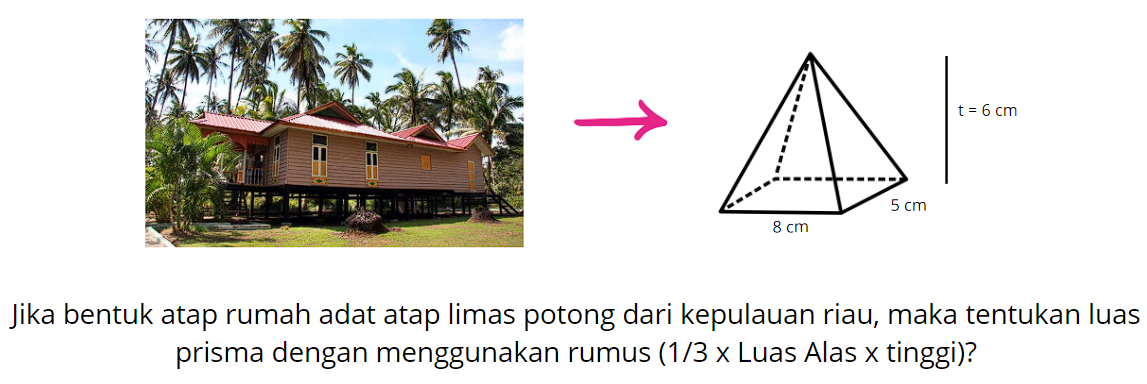 t = 6 cm
5 cm
8 cm
Jika bentuk atap rumah adat atap limas potong dari kepulauan riau, maka tentukan luas
prisma dengan menggunakan rumus (1/3 x Luas Alas x tinggi)?